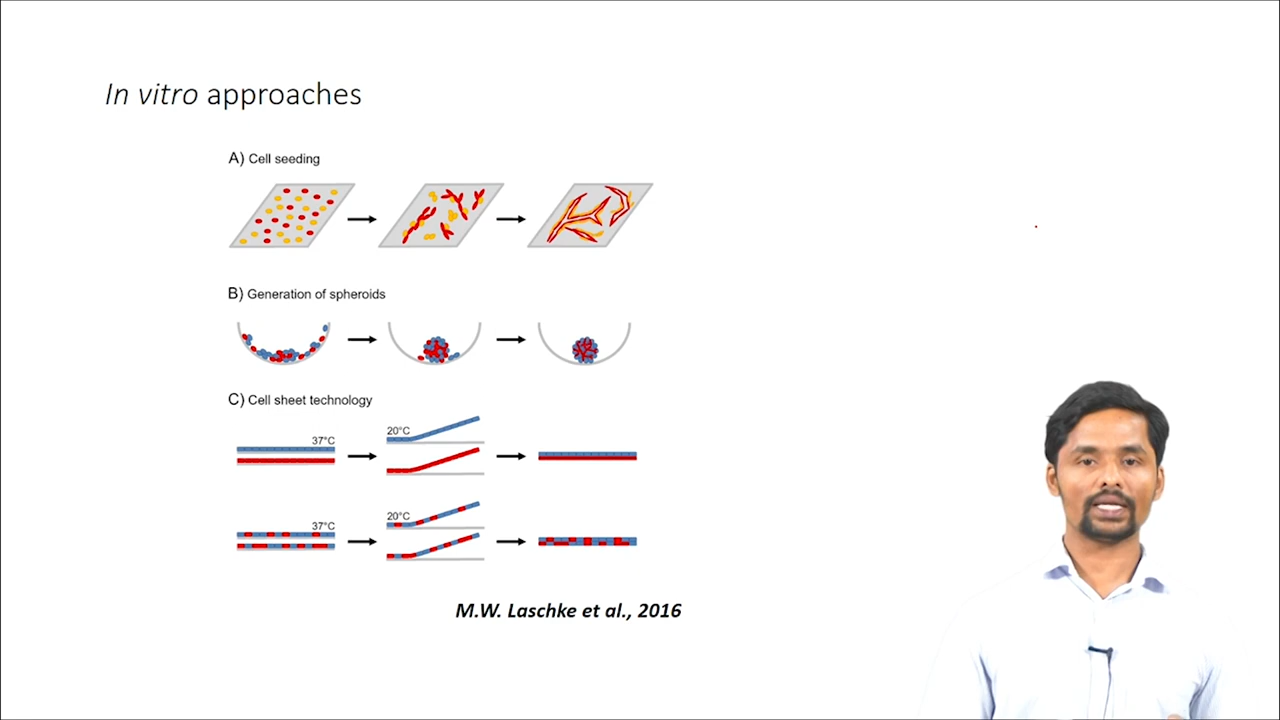 In vitro approaches
A) Cell seeding
B) Generation of spheroids
C) Cell sheet technology
37°C
20°C
37°C
20°C
M.W. Laschke et al., 2016